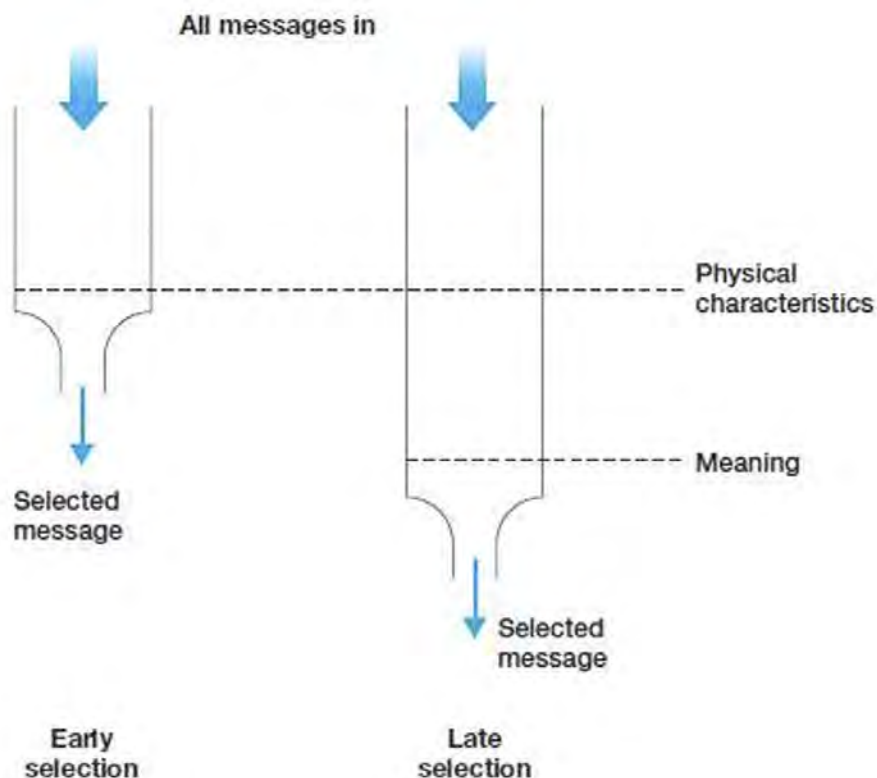 All messages in
Physical
characteristics
Meaning
Selected
message
Selected
message
Early
selection
Late
selection